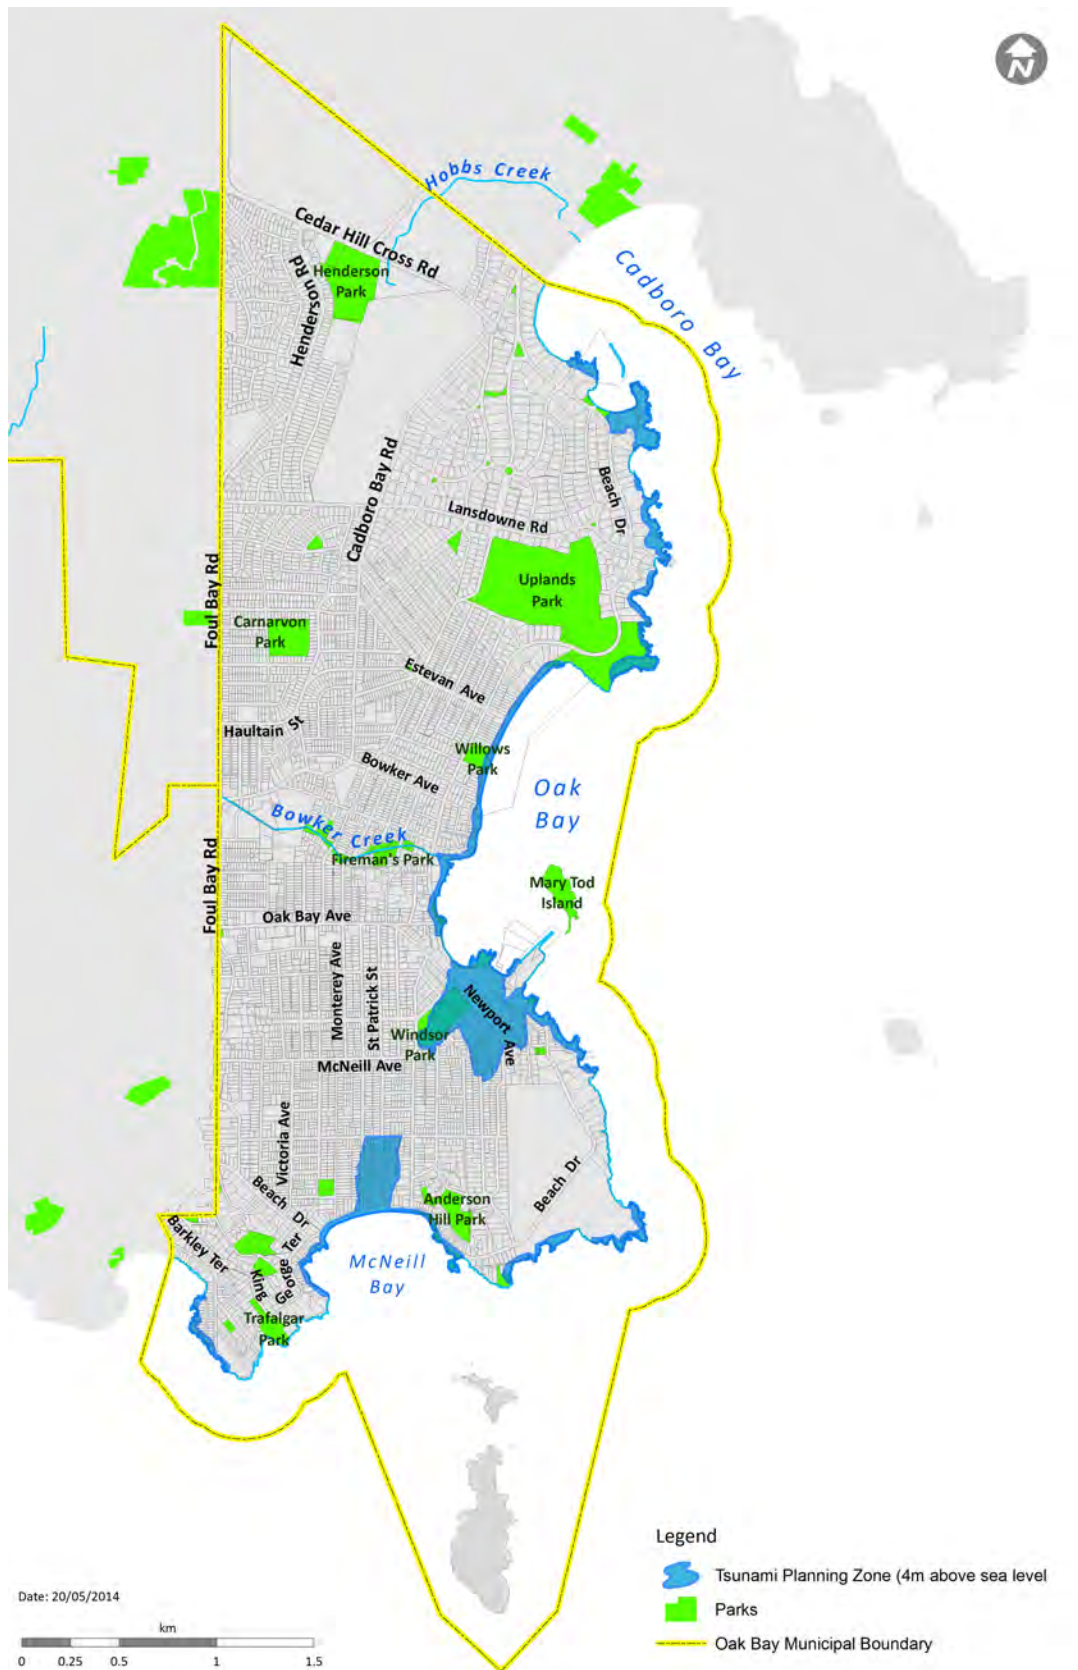 N
Hobbs Creek
Cedar Hill Cross Rd
Cadboro Bay
Henderson Rd
Henderson
Park
Cadboro Bay Rd
Beach Dr
Lansdowne Rd
Uplands
Park
Foul Bay Rd
Carnarvon
Park
Estevan Ave
Haultain St
Willows
Park
Bowker Ave
Oak
Bay
Bowker Creek
Fireman's Park
Foul Bay Rd
Mary Tod
Island
Oak Bay Ave
Monterey Ave
St Patrick St
Newport Ave
Windsor
Park
McNeill Ave
Victoria Ave
Beach Dr
Beach Dr
Anderson
Hill Park
Barkley Ter
King George Ter
McNeill
Bay
Trafalgar
Park
Legend
Tsunami Planning Zone (4m above sea level
Parks
Oak Bay Municipal Boundary
Date: 20/05/2014
km
0 0.25 0.5 1 1.5